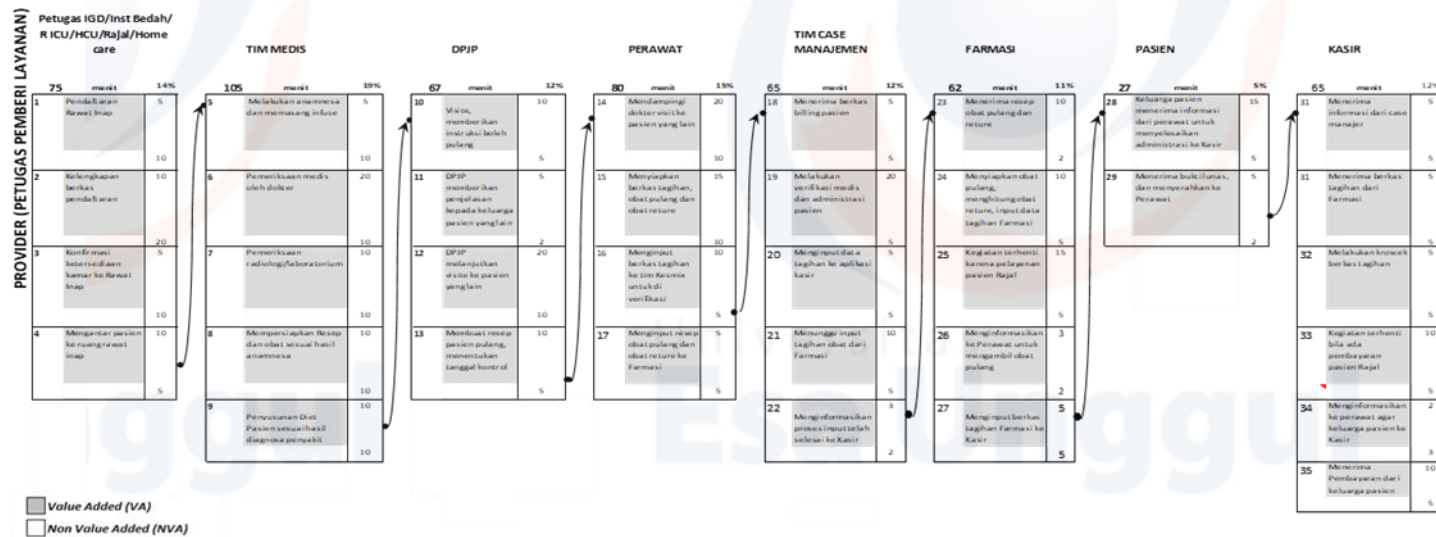 PROVIDER (PETUGAS PEMBERI LAYANAN)
Petugas IGD/Inst Bedah/
R ICU/HCU/Rajal/Home
care
75 menit 14%
1 Pendaftaran 5
Rawat Inap
10
2 Kelengkapan 10
berkas
pendaftaran
20
3 Konfirmasi 5
ketersediaan
kamar ke Rawat
Inap
10
4 Mengantar pasien 10
ke ruang rawat
inap
5
TIM MEDIS
105 menit 19%
5 Melakukan anamnesa 5
dan memasang infuse
10
6 Pemeriksaan medis 20
oleh dokter
10
7 Pemeriksaan 10
radiologi/laboratorium
10
8 Mempersiapkan Resep 10
dan obat sesuai hasil
anamnesa
10
9 10
Penyusunan Diet
Pasien sesuai hasil
diagnosa penyakit
10
DPJP
67 menit 12%
10 10
Visite,
memberikan
instruksi boleh
pulang
5
11 DPJP 5
memberikan
penjelasan
kepada keluarga
pasien yang lain
2
12 DPJP 20
melanjutkan
visite ke pasien
yang lain
10
13 Membuat resep 10
pasien pulang,
menentukan
tanggal kontrol
5
PERAWAT
80 menit 15%
14 Mendampingi 20
dokter visit ke
pasien yang lain
10
15 Menyiapkan 15
berkas tagihan,
obat pulang dan
obat reture
10
16 Menginput 10
berkas tagihan
ke tim Kesmix
untuk di
verifikasi
5
17 Menginput resep 5
obat pulang dan
obat reture ke
Farmasi
5
TIM CASE
MANAJEMEN
65 menit 12%
18 Menerima berkas 5
billing pasien
5
19 Melakukan 20
verifikasi medis
dan administrasi
pasien
5
20 Menginput data 5
tagihan ke aplikasi
kasir
5
21 Menunggu input 10
tagihan obat dari
Farmasi
5
22 3
Menginformasikan
proses input telah
selesai ke Kasir
2
FARMASI
62 menit 11%
23 Menerima resep 10
obat pulang dan
reture
2
24 Menyiapkan obat 10
pulang,
menghitung obat
reture, input data
tagihan Farmasi
5
25 Kegiatan terhenti 15
karena pelayanan
pasien Rajal
5
26 Menginformasikan 3
ke Perawat untuk
mengambil obat
pulang
2
27 Menginput berkas 5
tagihan Farmasi ke
Kasir
5
PASIEN
27 menit 5%
28 Keluarga pasien 15
menerima informasi
dari perawat untuk
menyelesaikan
administrasi ke Kasir
5
29 Menerima bukti lunas, 5
dan menyerahkan ke
Perawat
2
KASIR
65 menit 12%
31 Menerima 5
informasi dari case
manajer
5
31 Menerima berkas 5
tagihan dari
Farmasi
5
32 Melakukan kroscek 5
berkas tagihan
5
33 Kegiatan terhenti 10
bila ada
pembayaran
pasien Rajal
5
34 Menginformasikan 2
ke perawat agar
keluarga pasien ke
Kasir
3
35 Menerima 10
Pembayaran dari
keluarga pasien
5
Value Added (VA)
Non Value Added (NVA)
ggul
Esa Unggul